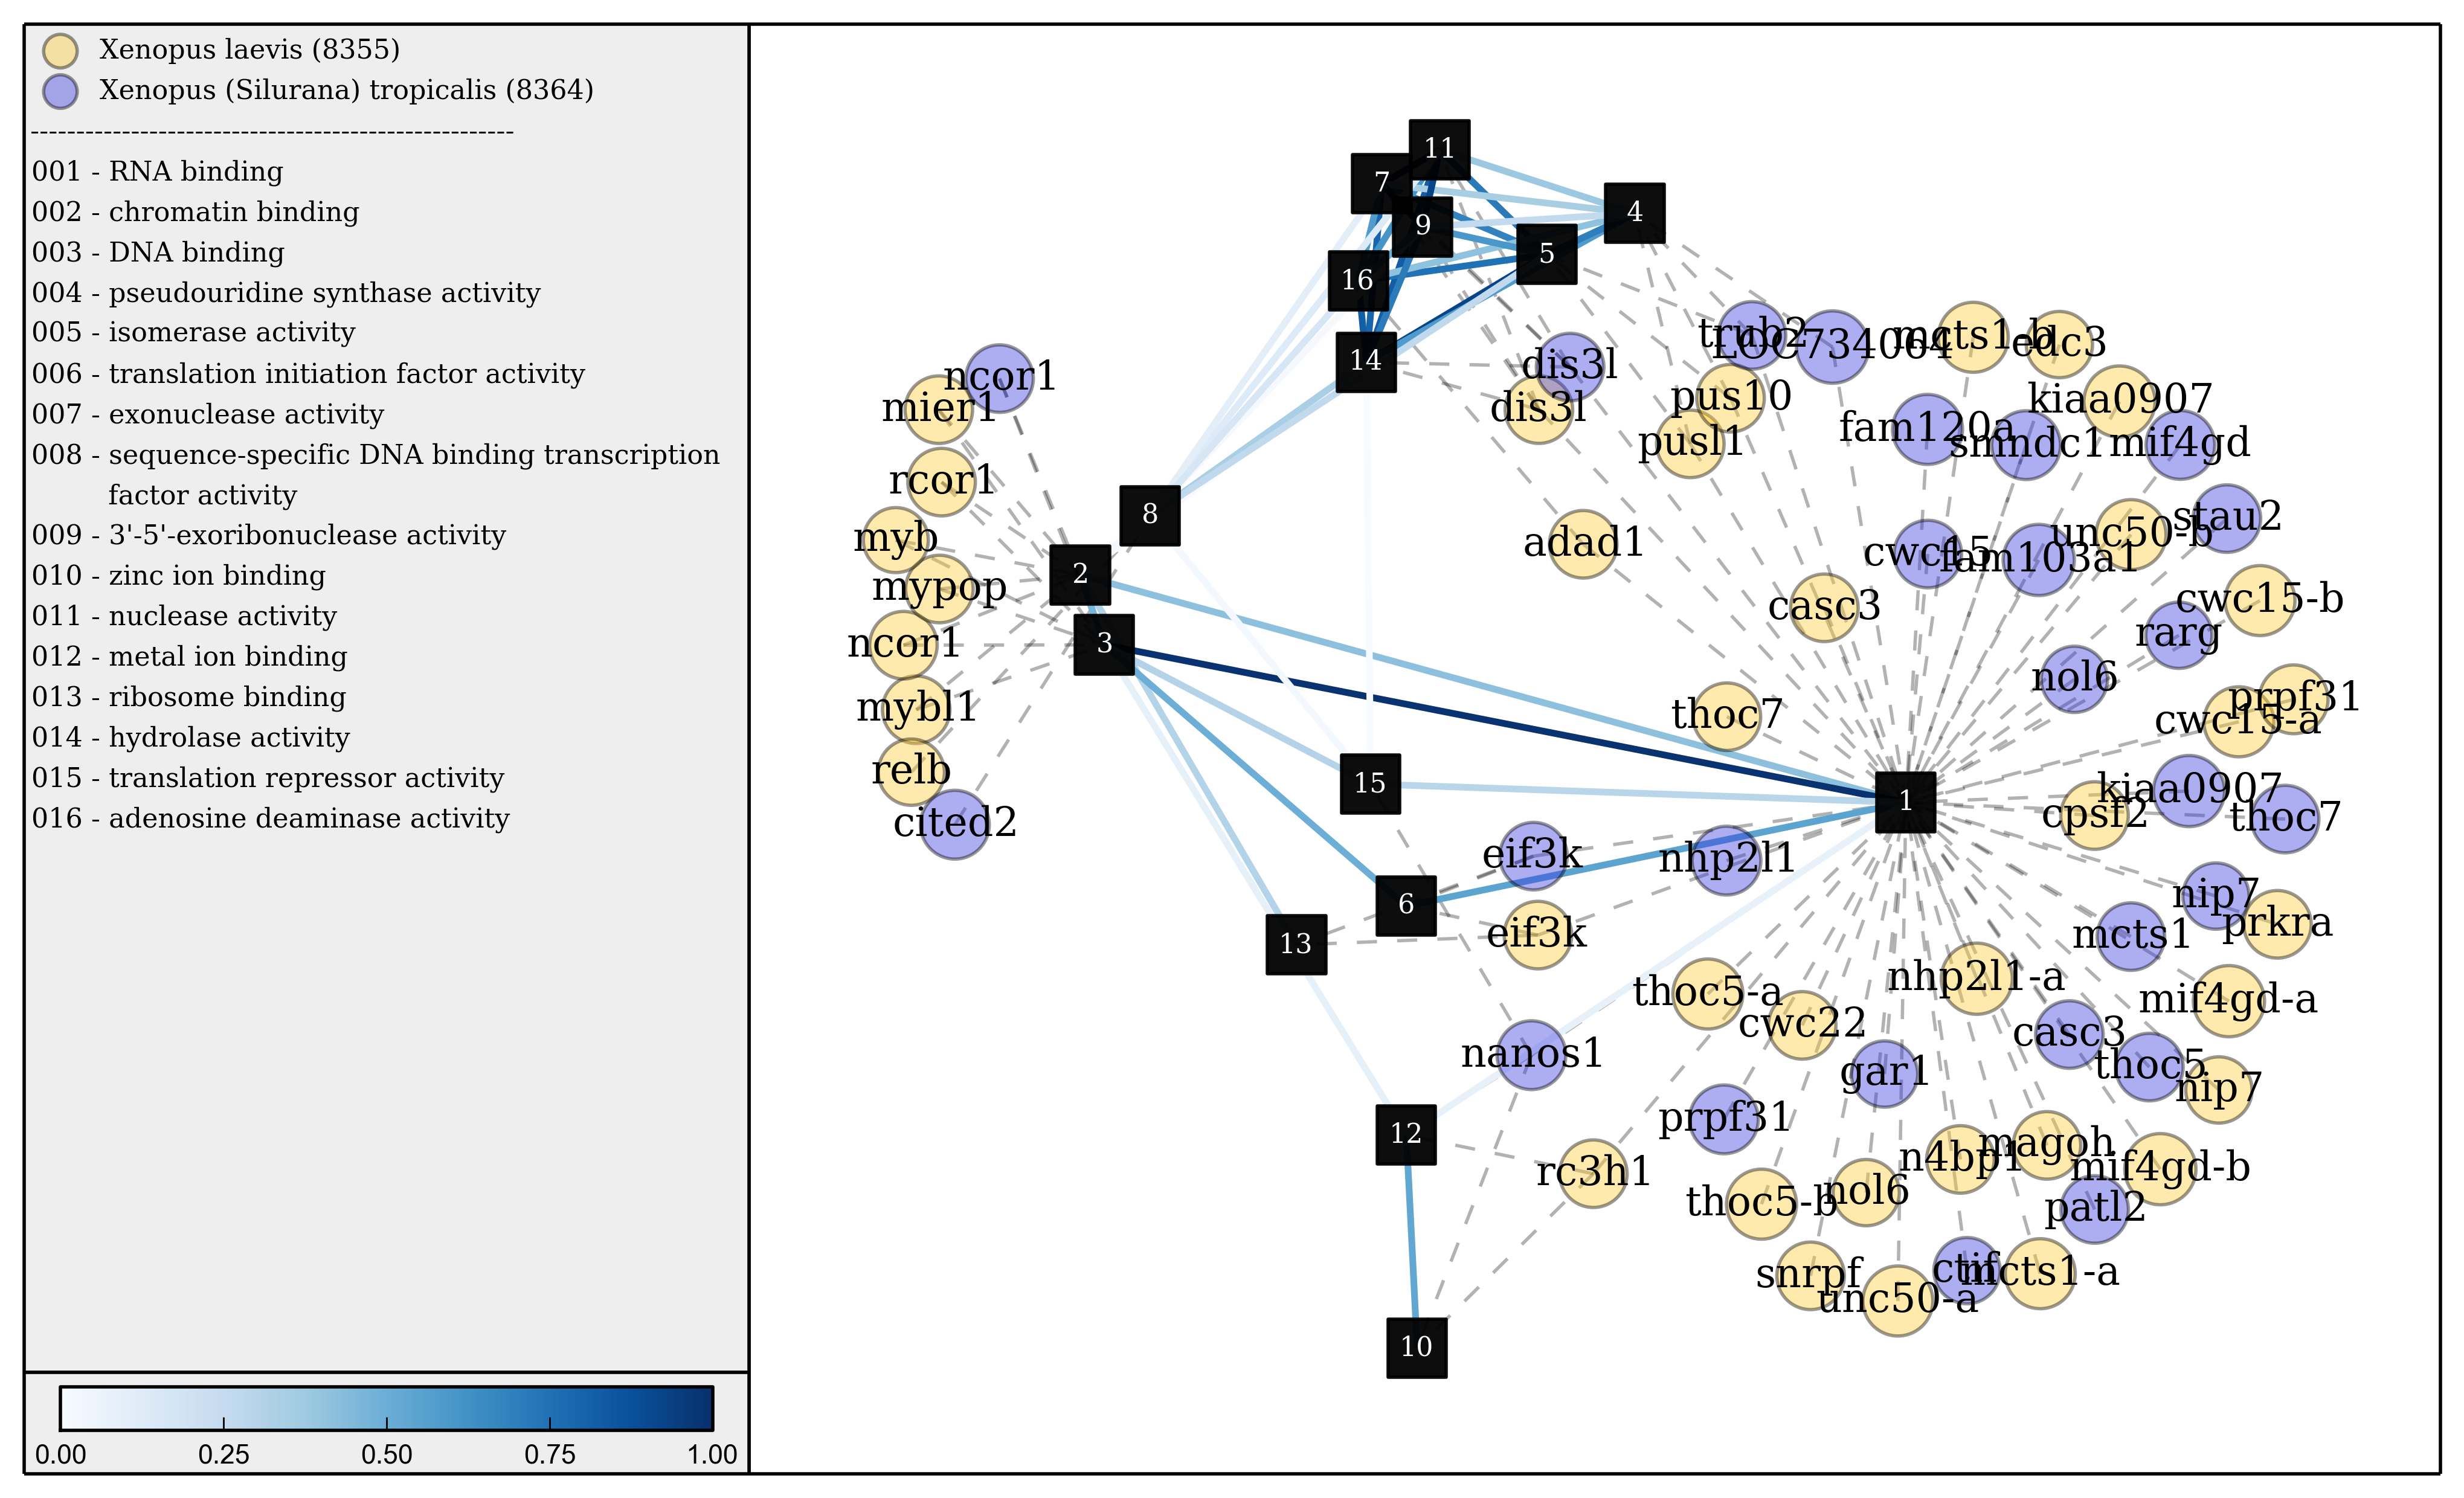 Xenopus laevis (8355)
Xenopus (Silurana) tropicalis (8364)
-----------------------------------------------------
001 - RNA binding
002 - chromatin binding
003 - DNA binding
004 - pseudouridine synthase activity
005 - isomerase activity
006 - translation initiation factor activity
007 - exonuclease activity
008 - sequence-specific DNA binding transcription
factor activity
009 - 3'-5'-exoribonuclease activity
010 - zinc ion binding
011 - nuclease activity
012 - metal ion binding
013 - ribosome binding
014 - hydrolase activity
015 - translation repressor activity
016 - adenosine deaminase activity
0.00 0.25 0.50 0.75 1.00
11
7
4
9
5
16
14
8
2
3
15
1
6
13
12
10
ncor1
mier1
rcor1
myb
mypop
ncor1
mybl1
relb
cited2
dis3l
dis3l
trub2
LOC734064
mcts1-b
edc3
pus10
pusl1
kiaa0907
fam120a
smndc1
mif4gd
adad1
stau2
unc50-b
cwc15
fam103a1
casc3
cwc15-b
rarg
nol6
thoc7
prpf31
cwc15-a
kiaa0907
cpsf2
thoc7
eif3k
nhp2l1
eif3k
nip7
prkra
mcts1
nhp2l1-a
thoc5-a
mif4gd-a
cwc22
casc3
nanos1
thoc5
gar1
nip7
prpf31
magoh
n4bp1
mif4gd-b
rc3h1
thoc5-b
nol6
patl2
snrpf
ctif
mcts1-a
unc50-a